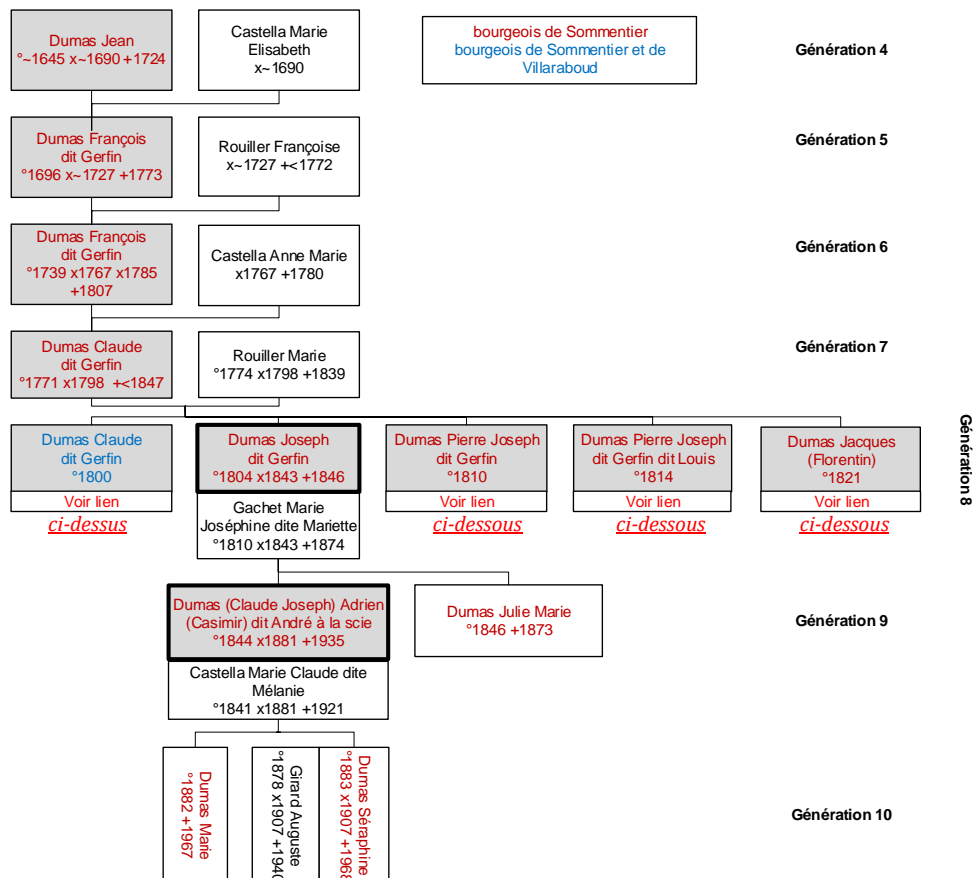 Dumas Jean
°~1645 x~1690 +1724
Castella Marie
Elisabeth
x~1690
bourgeois de Sommentier
bourgeois de Sommentier et de
Villaraboud
Génération 4
Dumas François
dit Gerfin
°1696 x~1727 +1773
Rouiller Françoise
x~1727 +<1772
Génération 5
Dumas François
dit Gerfin
°1739 x1767 x1785
+1807
Castella Anne Marie
x1767 +1780
Génération 6
Dumas Claude
dit Gerfin
°1771 x1798 +<1847
Rouiller Marie
°1774 x1798 +1839
Génération 7
Dumas Claude
dit Gerfin
°1800
Voir lien
ci-dessus
Dumas Joseph
dit Gerfin
°1804 x1843 +1846
Gachet Marie
Joséphine dite Mariette
°1810 x1843 +1874
Dumas Pierre Joseph
dit Gerfin
°1810
Voir lien
ci-dessous
Dumas Pierre Joseph
dit Gerfin dit Louis
°1814
Voir lien
ci-dessous
Dumas Jacques
(Florentin)
°1821
Voir lien
ci-dessous
Génération 8
Dumas (Claude Joseph) Adrien
(Casimir) dit André à la scie
°1844 x1881 +1935
Castella Marie Claude dite
Mélanie
°1841 x1881 +1921
Dumas Julie Marie
°1846 +1873
Génération 9
Dumas Marie
°1882 +1967
Girard Auguste
°1878 x1907 +1940
Dumas Séraphine
°1883 x1907 +1968
Génération 10